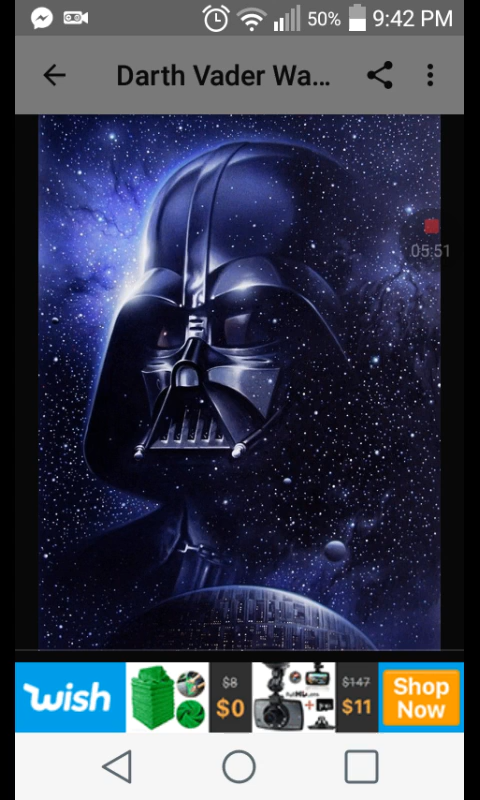 50% 9:42 PM
Darth Vader Wa...
05:51
wish
$8
$0
$147
$11
Shop
Now